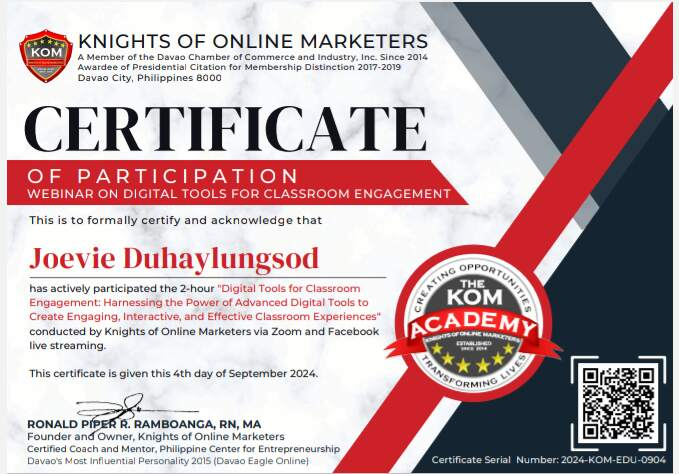 KOM
KNIGHTS OF ONLINE MARKETERS
A Member of the Davao Chamber of Commerce and Industry, Inc. Since 2014
Awardee of Presidential Citation for Membership Distinction 2017-2019
Davao City, Philippines 8000
CERTIFICATE
OF PARTICIPATION
WEBINAR ON DIGITAL TOOLS FOR CLASSROOM ENGAGEMENT
This is to formally certify and acknowledge that
Joevie Duhaylungsod
has actively participated the 2-hour "Digital Tools for Classroom
Engagement: Harnessing the Power of Advanced Digital Tools to
Create Engaging, Interactive, and Effective Classroom Experiences"
conducted by Knights of Online Marketers via Zoom and Facebook
live streaming.
This certificate is given this 4th day of September 2024.
CREATING OPPORTUNITIES
THE
KOM
ACADEMY
KNIGHTS OF ONLINE MARKETERS
ESTABLISHED
SINCE 2014
TRANSFORMING LIVES
RONALD PIPER R. RAMBOANGA, RN, MA
Founder and Owner, Knights of Online Marketers
Certified Coach and Mentor, Philippine Center for Entrepreneurship
Davao's Most Influential Personality 2015 (Davao Eagle Online)
Certificate Serial Number: 2024-KOM-EDU-0904